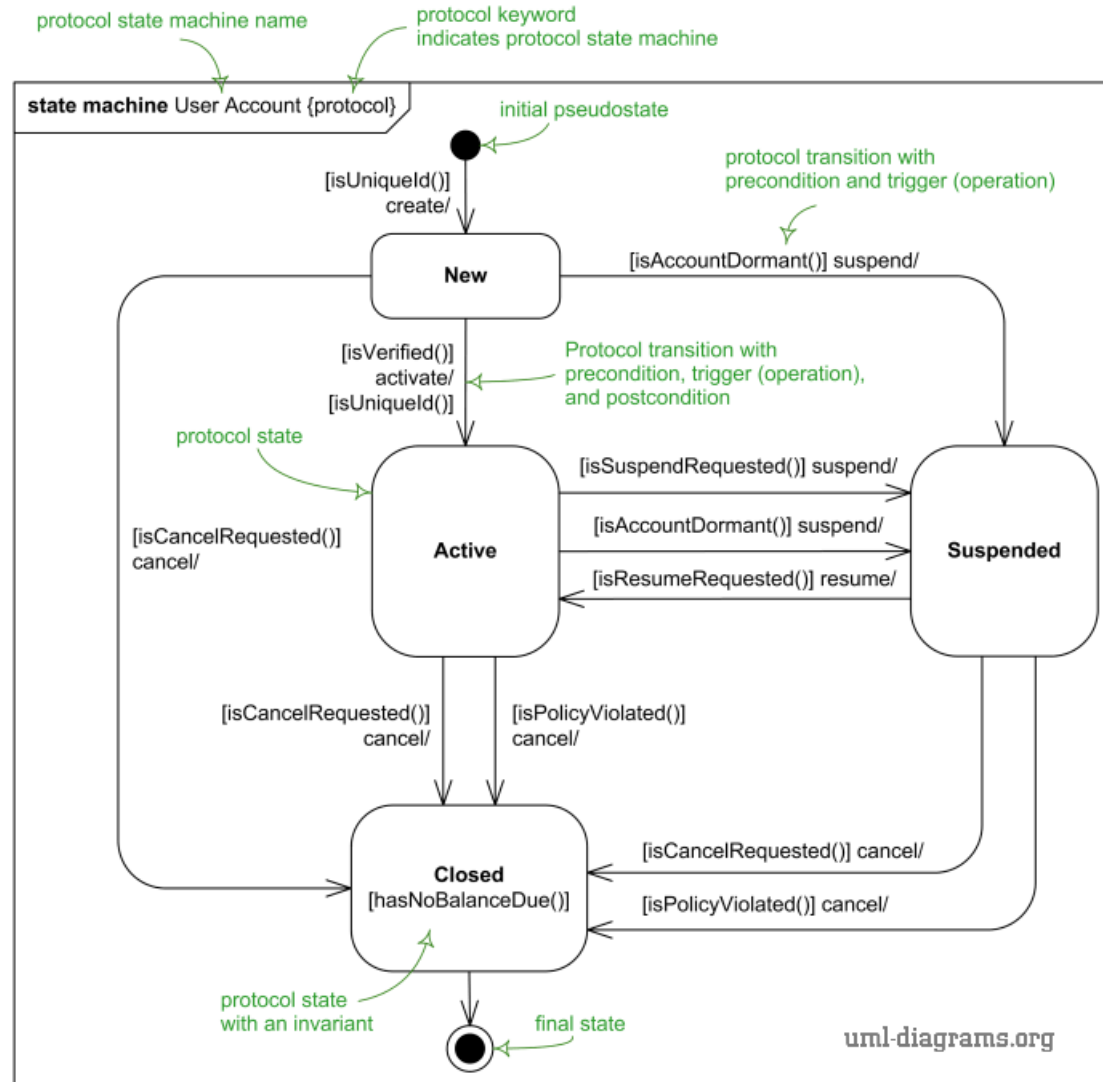 protocol state machine name
protocol keyword
indicates protocol state machine
state machine User Account {protocol}
initial pseudostate
[isUniqueId()]
create/
protocol transition with
precondition and trigger (operation)
New
[isAccountDormant()] suspend/
[isVerified()]
activate/
[isUniqueId()]
Protocol transition with
precondition, trigger (operation),
and postcondition
protocol state
[isSuspendRequested()] suspend/
[isCancelRequested()]
cancel/
[isAccountDormant()] suspend/
Active
Suspended
[isResumeRequested()] resume/
[isCancelRequested()]
cancel/
[isPolicyViolated()]
cancel/
[isCancelRequested()] cancel/
Closed
[hasNoBalanceDue()]
[isPolicyViolated()] cancel/
protocol state
with an invariant
final state
uml-diagrams.org